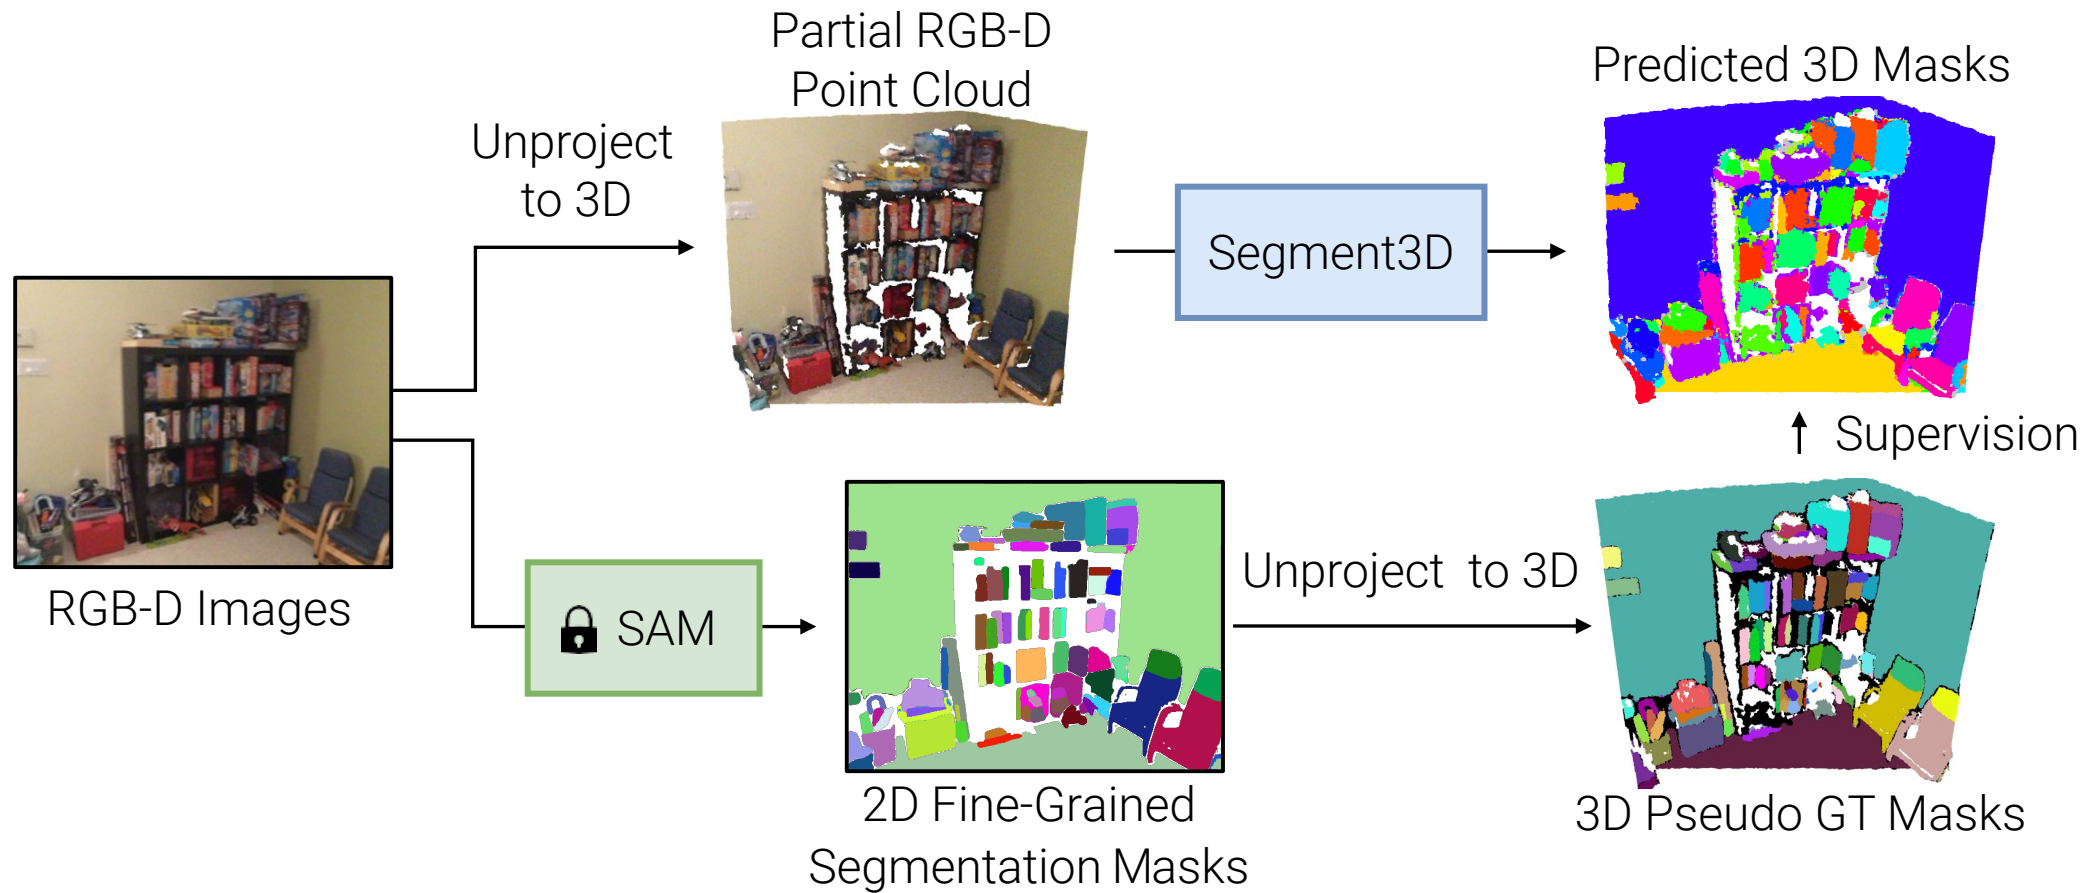 Partial RGB-D
Point Cloud
Predicted 3D Masks
Unproject
to 3D
Segment3D
RGB-D Images
SAM
Supervision
Unproject to 3D
2D Fine-Grained
Segmentation Masks
3D Pseudo GT Masks